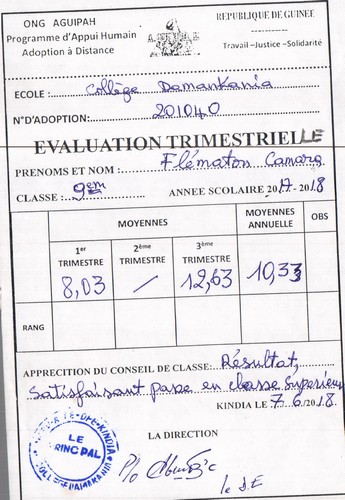 ONG AGUIPAH
Programme d'Appui Humain
Adoption à Distance
REPUBLIQUE DE GUINEE
Travail –Justice –Solidarité
ECOLE : Collège Damankania
N°D'ADOPTION: 201040
EVALUATION TRIMESTRIELLE
PRENOMS ET NOM : Flématon Camara
CLASSE : 9em ANNEE SCOLAIRE 2017-2018
MOYENNES MOYENNES ANNUELLE OBS
1er TRIMESTRE 2ème TRIMESTRE 3ème TRIMESTRE
8,03 / 12,63 10,33
RANG
APPRECITION DU CONSEIL DE CLASSE: Résultat,
Satisfaisant passe en classe Superieur
KINDIA LE 7/6/2018
LA DIRECTION
LE
PRINCIPAL
P/o
le DE